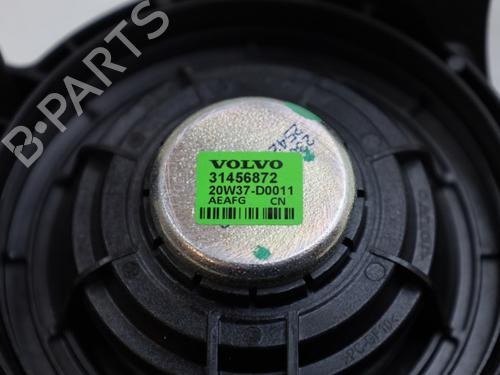 B-PARTS
VOLVO
31456872
20W37-D0011
AEAFG CN